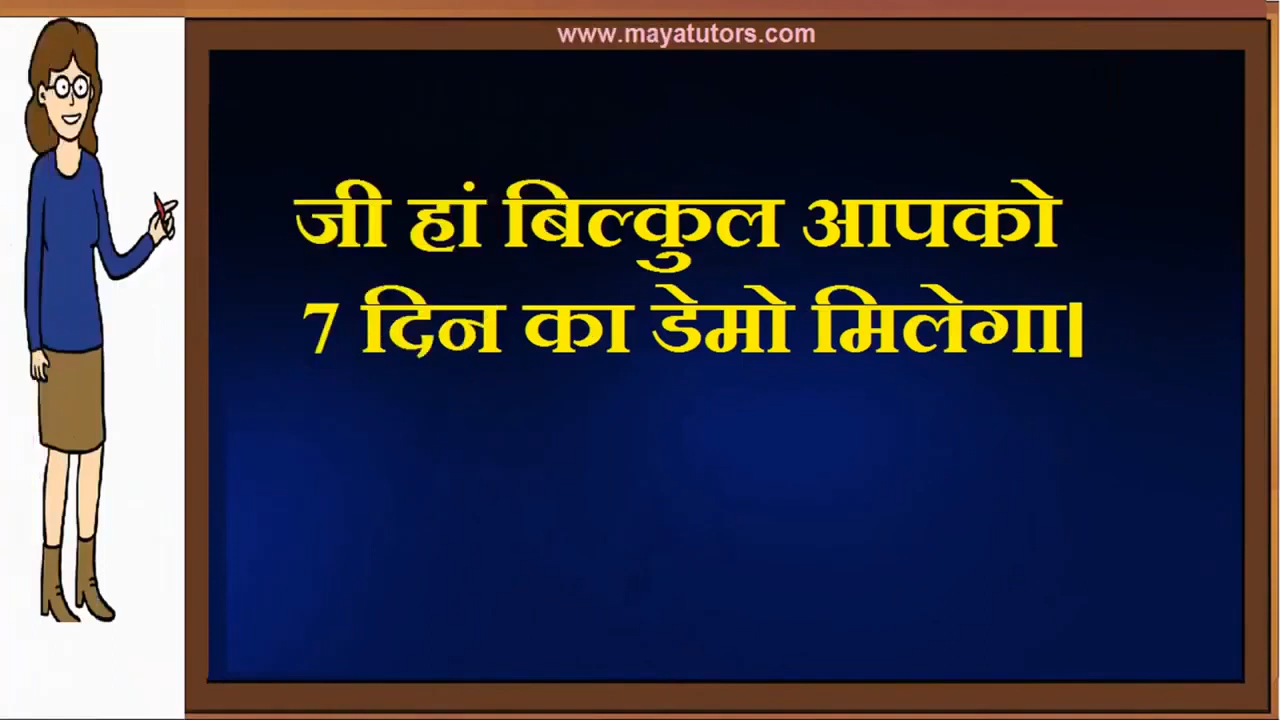 www.mayatutors.com
जी हां बिल्कुल आपको
7 दिन का डेमो मिलेगा।